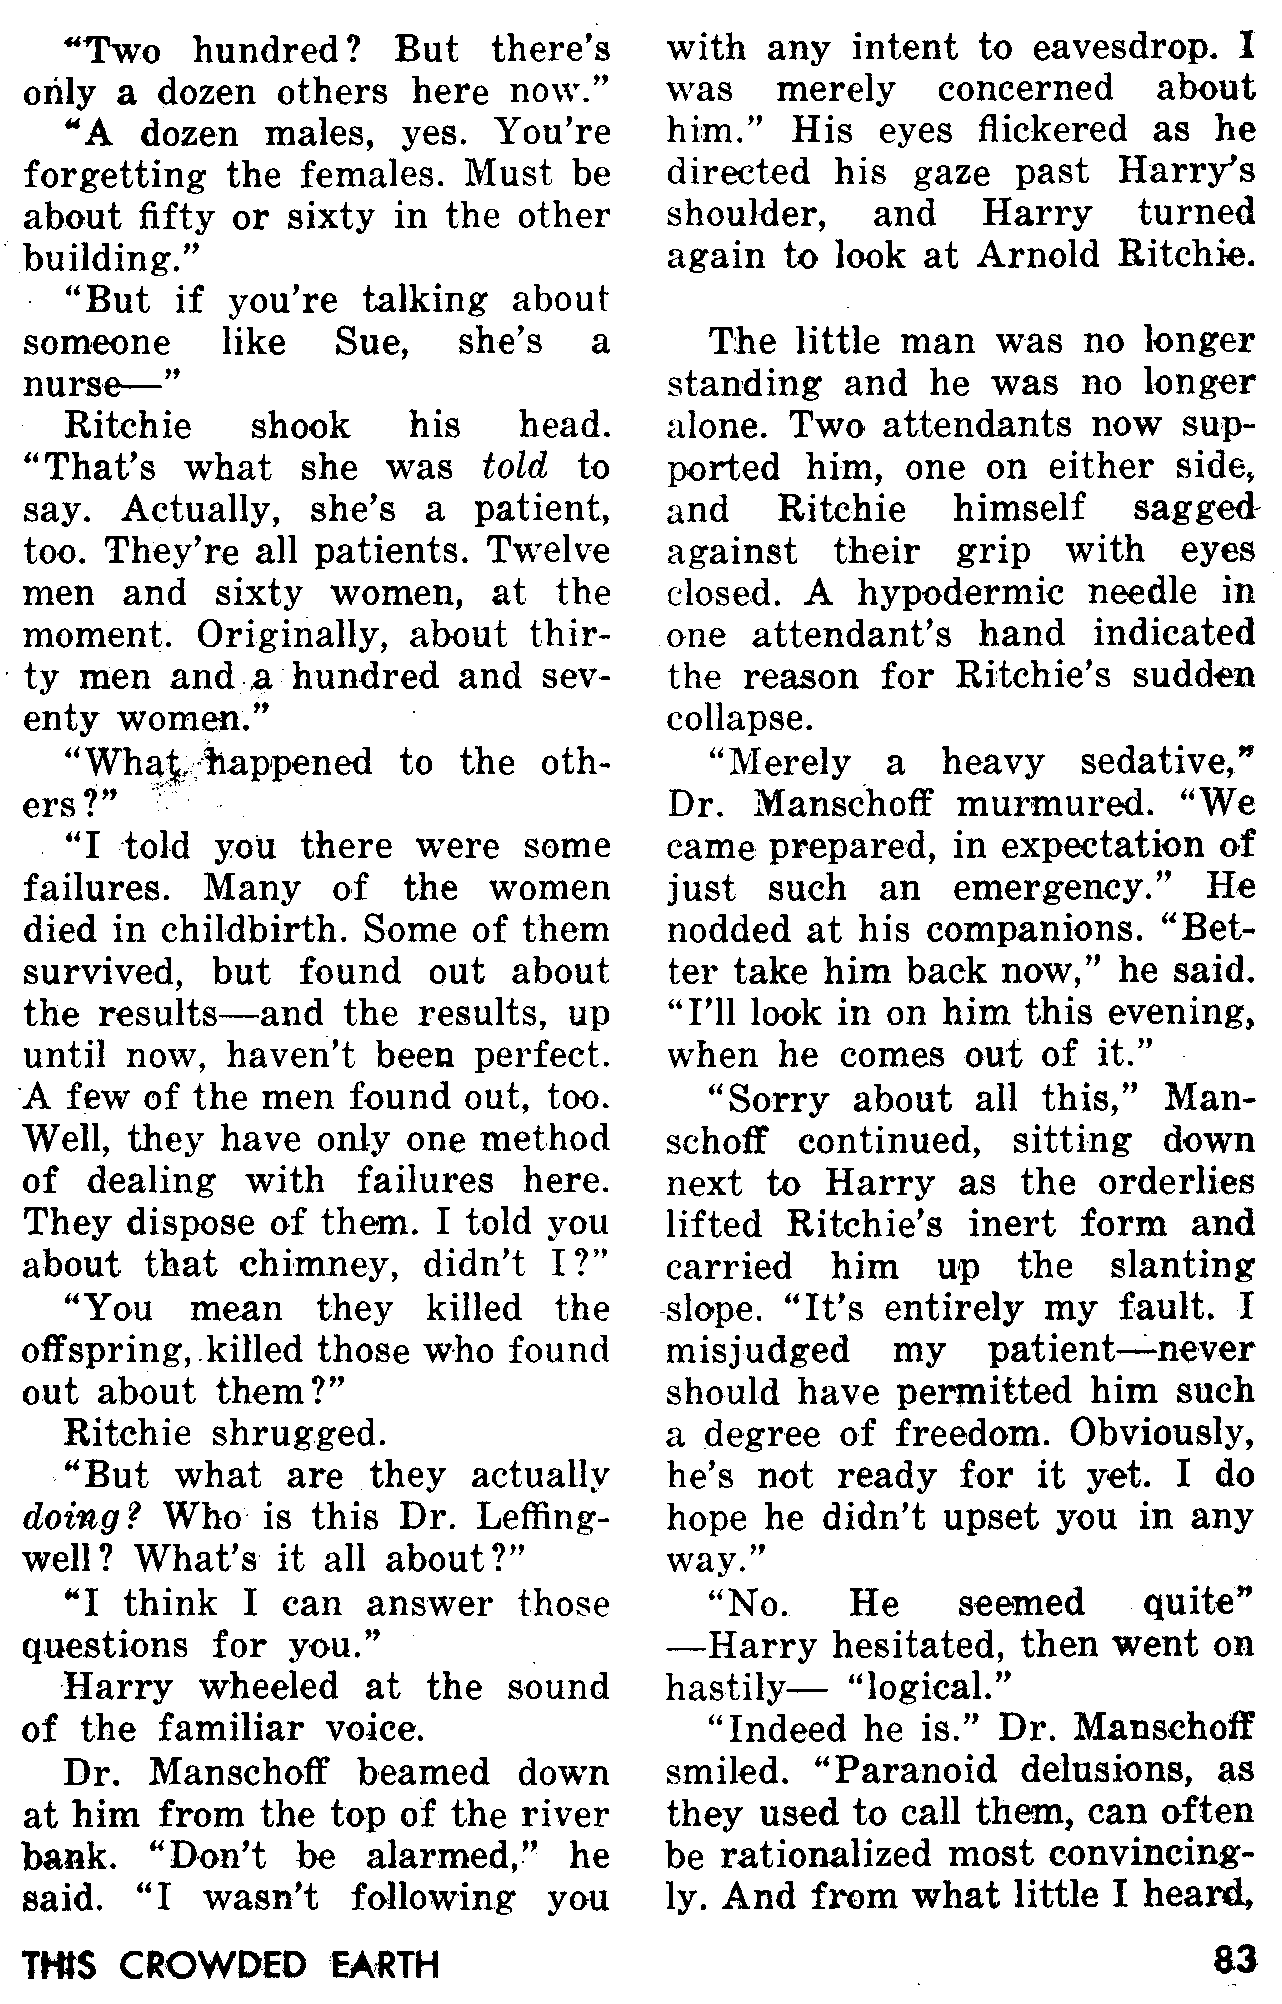 “Two hundred? But there's
only a dozen others here now.”
“A dozen males, yes. You're
forgetting the females. Must be
about fifty or sixty in the other
building.”
“But if you're talking about
someone like Sue, she's a
nurse—”
Ritchie shook his head.
“That's what she was told to
say. Actually, she's a patient,
too. They're all patients. Twelve
men and sixty women, at the
moment. Originally, about thir-
ty men and a hundred and sev-
enty women.”
“What happened to the oth-
ers?”
“I told you there were some
failures. Many of the women
died in childbirth. Some of them
survived, but found out about
the results—and the results, up
until now, haven't been perfect.
A few of the men found out, too.
Well, they have only one method
of dealing with failures here.
They dispose of them. I told you
about that chimney, didn't I?”
“You mean they killed the
offspring, killed those who found
out about them?”
Ritchie shrugged.
“But what are they actually
doing? Who is this Dr. Leffing-
well? What's it all about?”
“I think I can answer those
questions for you.”
Harry wheeled at the sound
of the familiar voice.
Dr. Manschoff beamed down
at him from the top of the river
bank. “Don't be alarmed,” he
said. “I wasn't following you
with any intent to eavesdrop. I
was merely concerned about
him.” His eyes flickered as he
directed his gaze past Harry's
shoulder, and Harry turned
again to look at Arnold Ritchie.
The little man was no longer
standing and he was no longer
alone. Two attendants now sup-
ported him, one on either side,
and Ritchie himself sagged
against their grip with eyes
closed. A hypodermic needle in
one attendant's hand indicated
the reason for Ritchie's sudden
collapse.
“Merely a heavy sedative,”
Dr. Manschoff murmured. “We
came prepared, in expectation of
just such an emergency.” He
nodded at his companions. “Bet-
ter take him back now,” he said.
“I'll look in on him this evening,
when he comes out of it.”
“Sorry about all this,” Man-
schoff continued, sitting down
next to Harry as the orderlies
lifted Ritchie's inert form and
carried him up the slanting
slope. “It's entirely my fault. I
misjudged my patient—never
should have permitted him such
a degree of freedom. Obviously,
he's not ready for it yet. I do
hope he didn't upset you in any
way.”
“No. He seemed quite”
—Harry hesitated, then went on
hastily— “logical.”
“Indeed he is.” Dr. Manschoff
smiled. “Paranoid delusions, as
they used to call them, can often
be rationalized most convincing-
ly. And from what little I heard,
THIS CROWDED EARTH 83